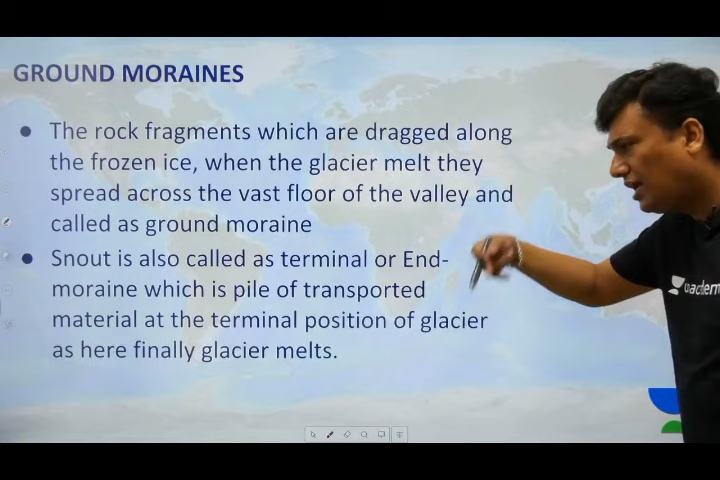 GROUND MORAINES
● The rock fragments which are dragged along
the frozen ice, when the glacier melt they
spread across the vast floor of the valley and
called as ground moraine
● Snout is also called as terminal or End-
moraine which is pile of transported
material at the terminal position of glacier
as here finally glacier melts.
unacadem